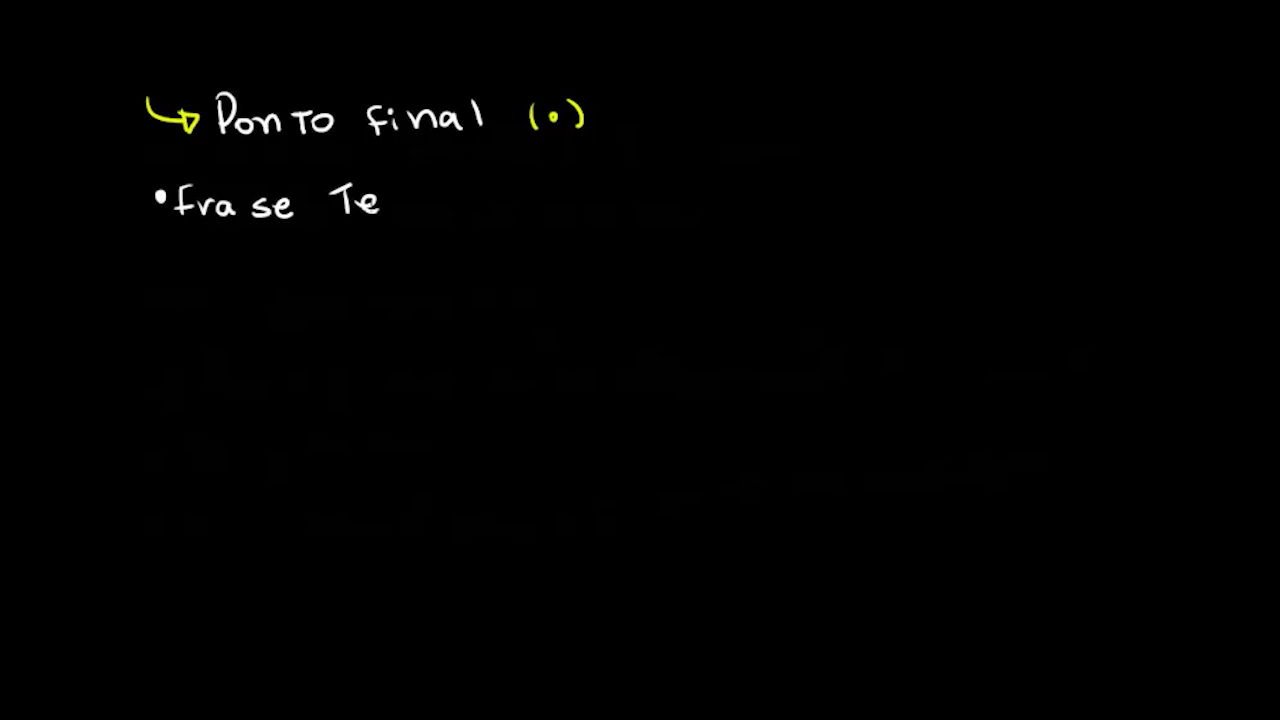 Ponto final (.)
•frase Te